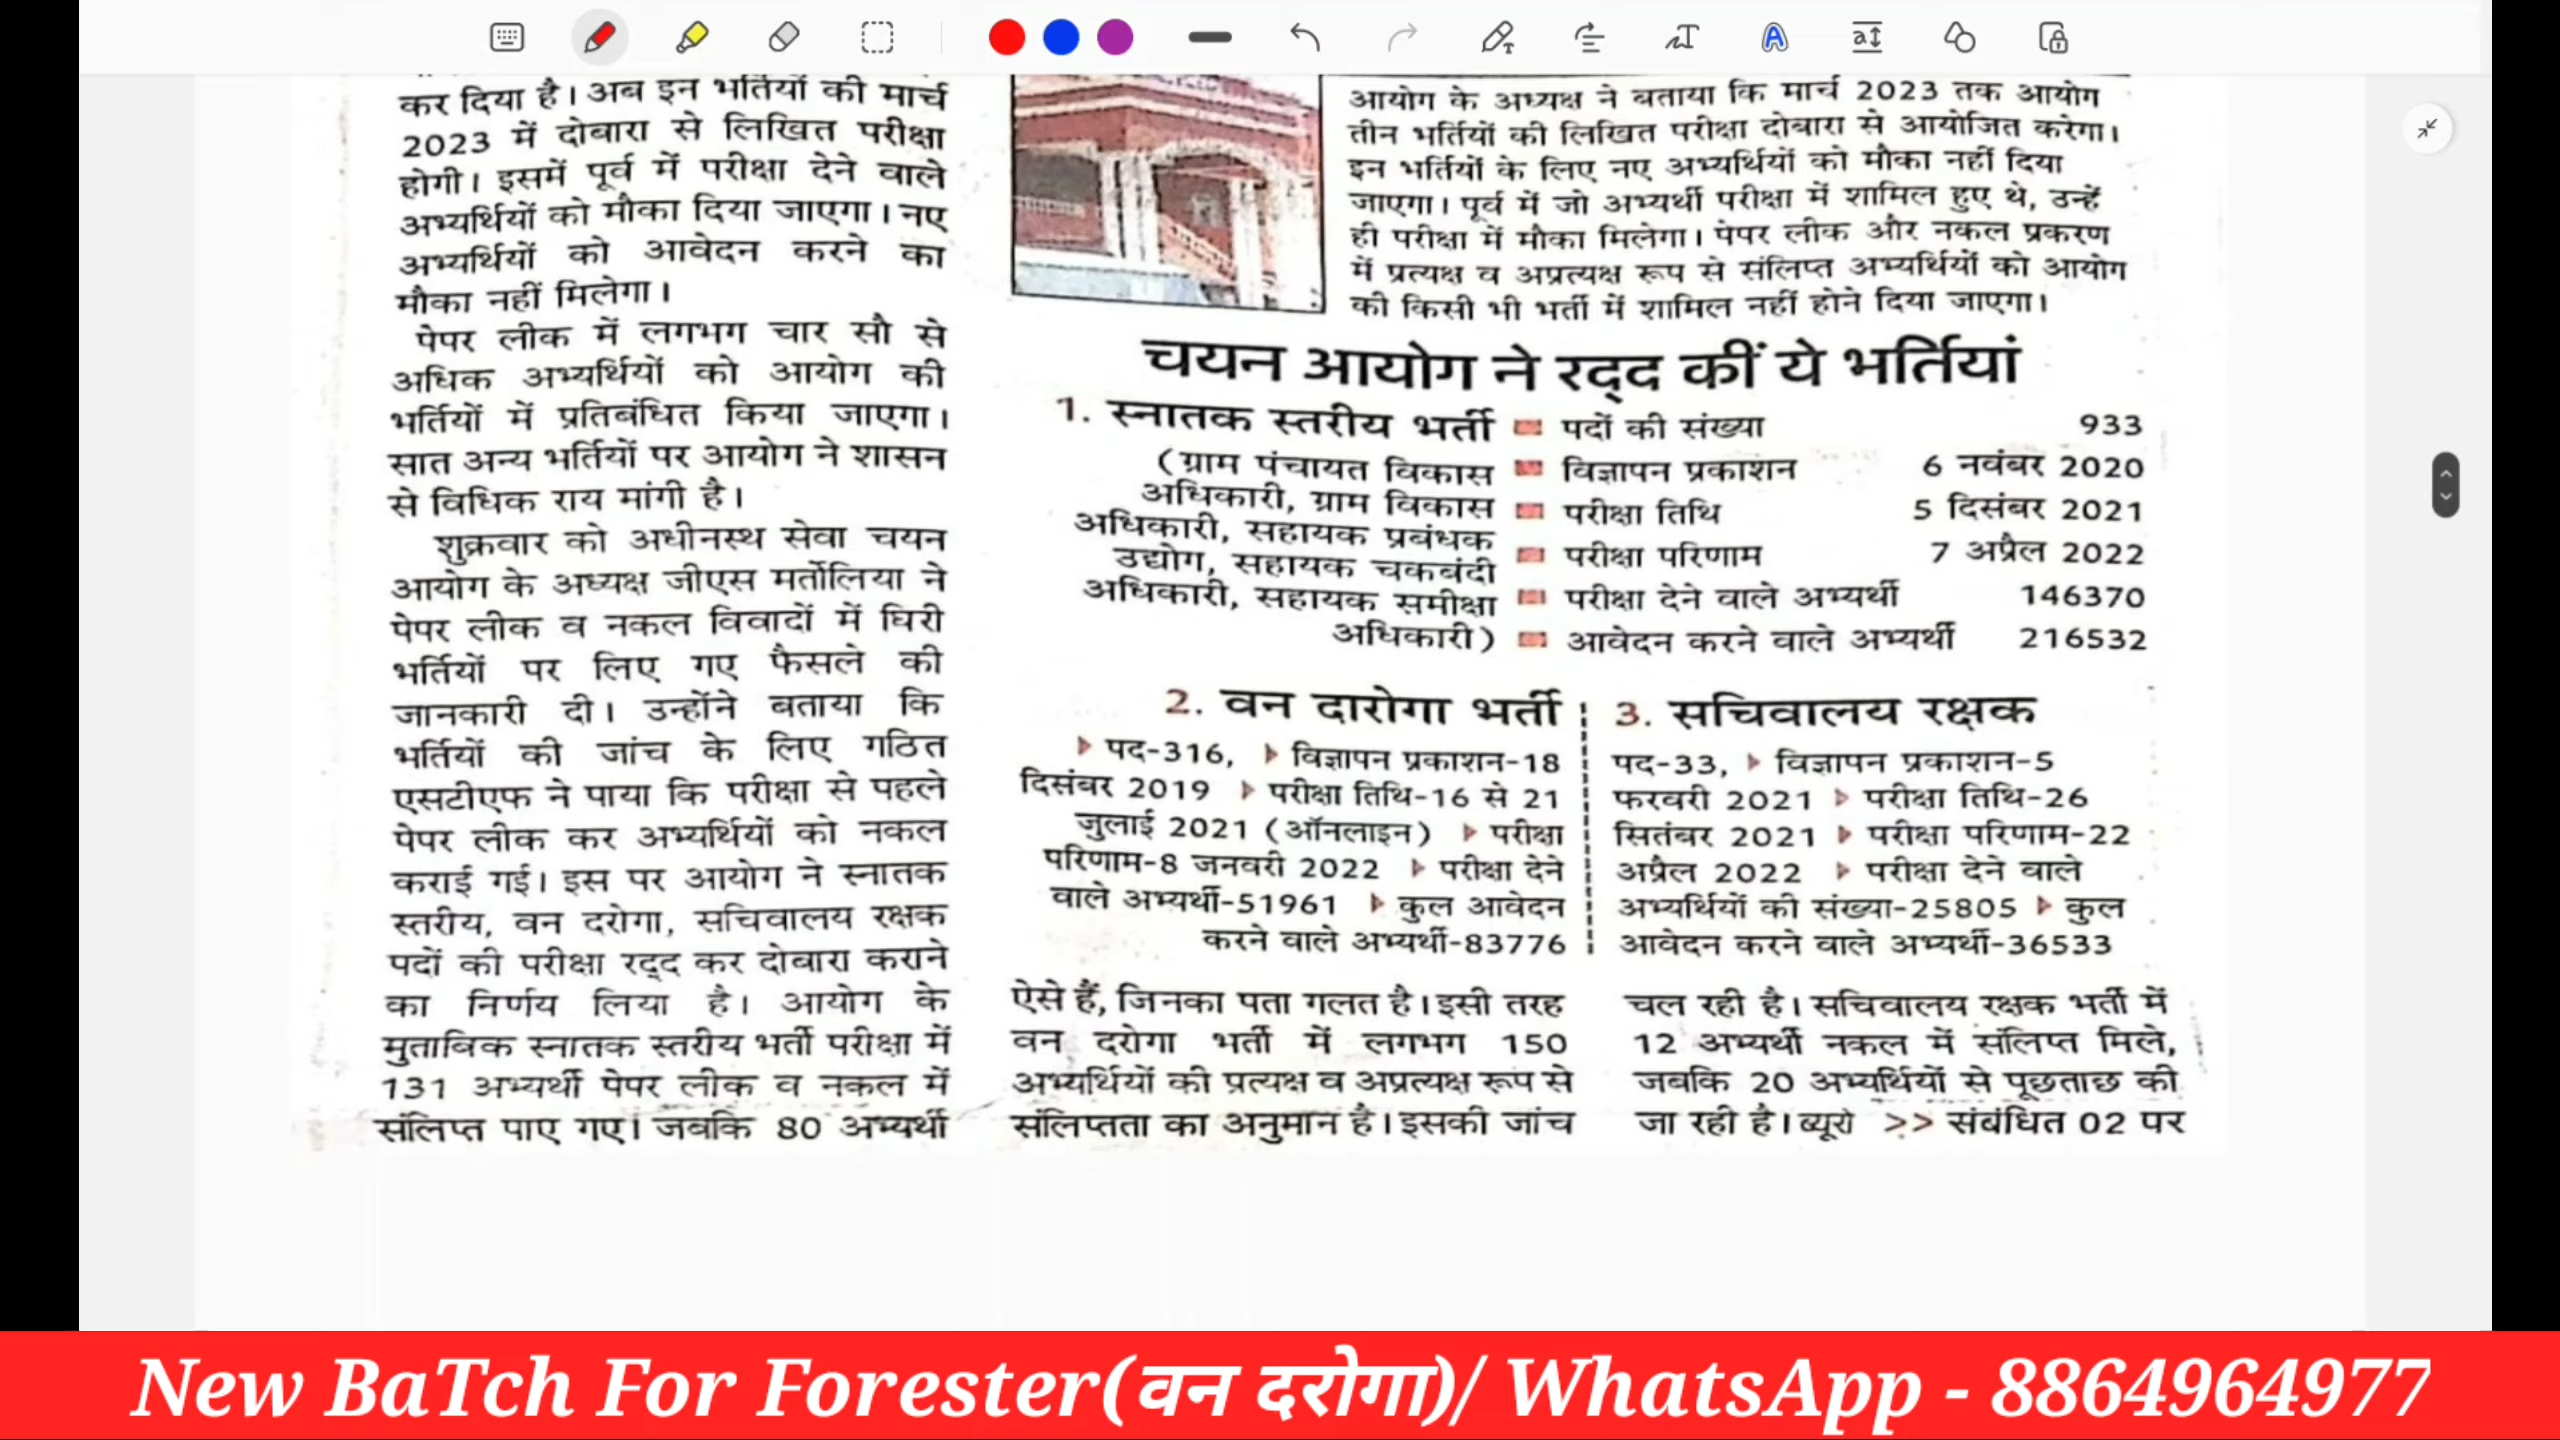 कर दिया है। अब इन भर्तियों की मार्च
2023 में दोबारा से लिखित परीक्षा
होगी। इसमें पूर्व में परीक्षा देने वाले
अभ्यर्थियों को मौका दिया जाएगा। नए
अभ्यर्थियों को आवेदन करने का
मौका नहीं मिलेगा।
पेपर लीक में लगभग चार सौ से
अधिक अभ्यर्थियों को आयोग की
भर्तियों में प्रतिबंधित किया जाएगा।
सात अन्य भर्तियों पर आयोग ने शासन
से विधिक राय मांगी है।
शुक्रवार को अधीनस्थ सेवा चयन
आयोग के अध्यक्ष जीएस मर्तोलिया ने
पेपर लीक व नकल विवादों में घिरी
भर्तियों पर लिए गए फैसले की
जानकारी दी। उन्होंने बताया कि
भर्तियों की जांच के लिए गठित
एसटीएफ ने पाया कि परीक्षा से पहले
पेपर लीक कर अभ्यर्थियों को नकल
कराई गई। इस पर आयोग ने स्नातक
स्तरीय, वन दरोगा, सचिवालय रक्षक
पदों की परीक्षा रद्द कर दोबारा कराने
का निर्णय लिया है। आयोग के
मुताबिक स्नातक स्तरीय भर्ती परीक्षा में
131 अभ्यर्थी पेपर लीक व नकल में
संलिप्त पाए गए। जबकि 80 अभ्यर्थी
आयोग के अध्यक्ष ने बताया कि मार्च 2023 तक आयोग
तीन भर्तियों की लिखित परीक्षा दोबारा से आयोजित करेगा।
इन भर्तियों के लिए नए अभ्यर्थियों को मौका नहीं दिया
जाएगा। पूर्व में जो अभ्यर्थी परीक्षा में शामिल हुए थे, उन्हें
ही परीक्षा में मौका मिलेगा। पेपर लीक और नकल प्रकरण
में प्रत्यक्ष व अप्रत्यक्ष रूप से संलिप्त अभ्यर्थियों को आयोग
की किसी भी भर्ती में शामिल नहीं होने दिया जाएगा।
चयन आयोग ने रद्द कीं ये भर्तियां
1. स्नातक स्तरीय भर्ती
(ग्राम पंचायत विकास
अधिकारी, ग्राम विकास
अधिकारी, सहायक प्रबंधक
उद्योग, सहायक चकबंदी
अधिकारी, सहायक समीक्षा
अधिकारी)
पदों की संख्या 933
विज्ञापन प्रकाशन 6 नवंबर 2020
परीक्षा तिथि 5 दिसंबर 2021
परीक्षा परिणाम 7 अप्रैल 2022
परीक्षा देने वाले अभ्यर्थी 146370
आवेदन करने वाले अभ्यर्थी 216532
2. वन दारोगा भर्ती
पद-316, विज्ञापन प्रकाशन-18
दिसंबर 2019 परीक्षा तिथि-16 से 21
जुलाई 2021 (ऑनलाइन) परीक्षा
परिणाम-8 जनवरी 2022 परीक्षा देने
वाले अभ्यर्थी-51961 कुल आवेदन
करने वाले अभ्यर्थी-83776
3. सचिवालय रक्षक
पद-33, विज्ञापन प्रकाशन-5
फरवरी 2021 परीक्षा तिथि-26
सितंबर 2021 परीक्षा परिणाम-22
अप्रैल 2022 परीक्षा देने वाले
अभ्यर्थियों की संख्या-25805 कुल
आवेदन करने वाले अभ्यर्थी-36533
ऐसे हैं, जिनका पता गलत है। इसी तरह
वन दरोगा भर्ती में लगभग 150
अभ्यर्थियों की प्रत्यक्ष व अप्रत्यक्ष रूप से
संलिप्तता का अनुमान है। इसकी जांच
चल रही है। सचिवालय रक्षक भर्ती में
12 अभ्यर्थी नकल में संलिप्त मिले,
जबकि 20 अभ्यर्थियों से पूछताछ की
जा रही है। ब्यूरो >> संबंधित 02 पर
New BaTch For Forester(वन दरोगा)/ WhatsApp - 8864964977